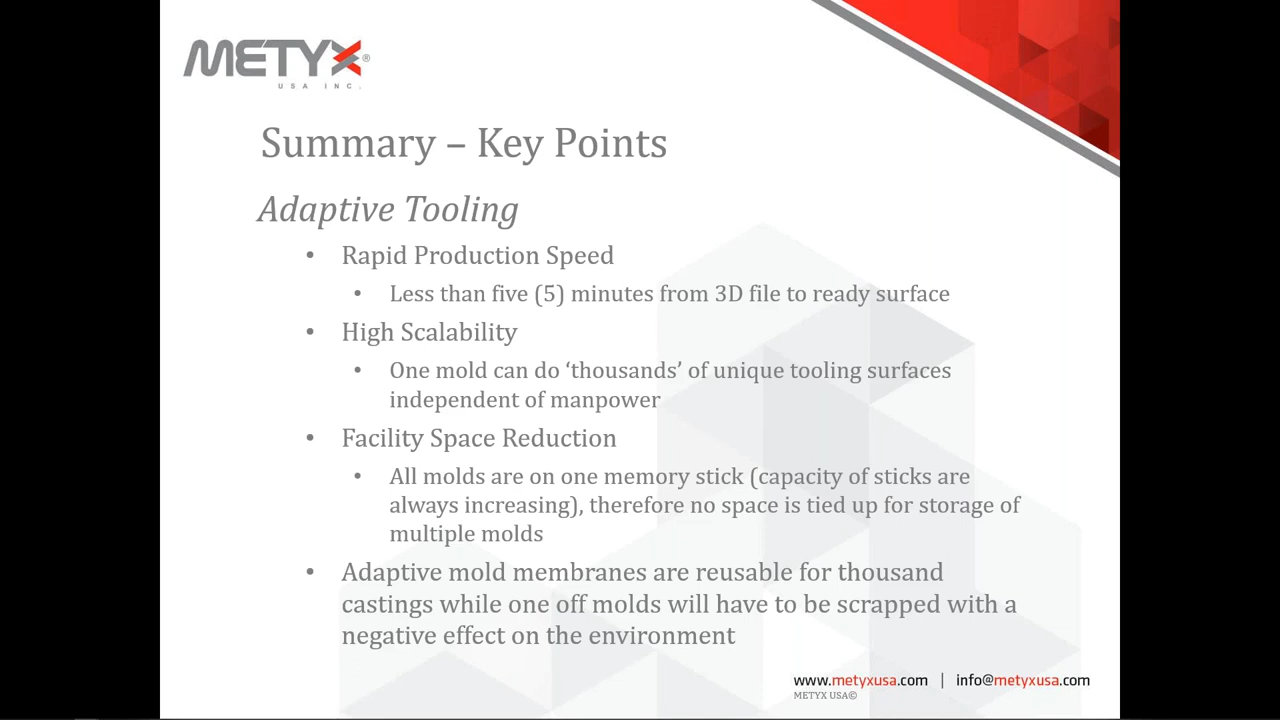 METYX®
USA INC.
Summary – Key Points
Adaptive Tooling
• Rapid Production Speed
• Less than five (5) minutes from 3D file to ready surface
• High Scalability
• One mold can do ‘thousands’ of unique tooling surfaces
independent of manpower
• Facility Space Reduction
• All molds are on one memory stick (capacity of sticks are
always increasing), therefore no space is tied up for storage of
multiple molds
• Adaptive mold membranes are reusable for thousand
castings while one off molds will have to be scrapped with a
negative effect on the environment
www.metyxusa.com | info@metyxusa.com
METYX USA©